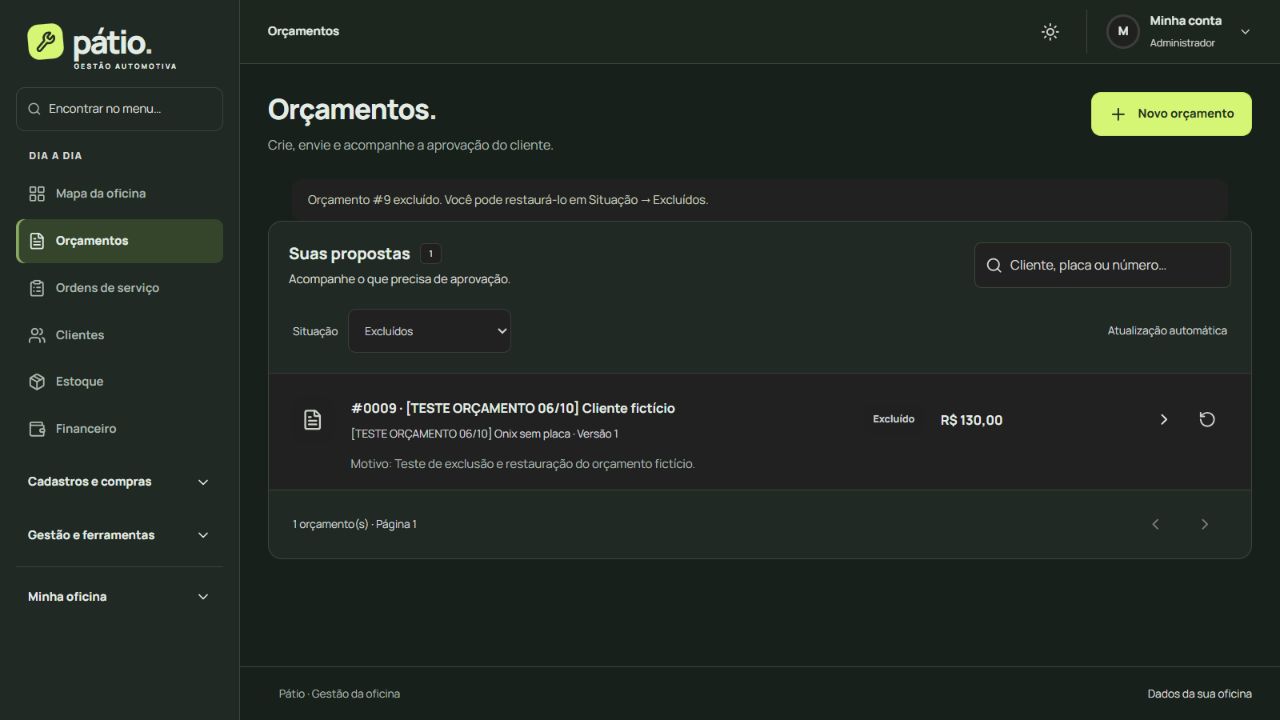 pátio.
GESTÃO AUTOMOTIVA
Encontrar no menu...
DIA A DIA
Mapa da oficina
Orçamentos
Ordens de serviço
Clientes
Estoque
Financeiro
Cadastros e compras
Gestão e ferramentas
Minha oficina
Orçamentos
M
Minha conta
Administrador
Orçamentos.
Crie, envie e acompanhe a aprovação do cliente.
Novo orçamento
Orçamento #9 excluído. Você pode restaurá-lo em Situação → Excluídos.
Suas propostas 1
Acompanhe o que precisa de aprovação.
Cliente, placa ou número...
Situação Excluídos
Atualização automática
#0009 · [TESTE ORÇAMENTO 06/10] Cliente fictício
[TESTE ORÇAMENTO 06/10] Onix sem placa · Versão 1
Motivo: Teste de exclusão e restauração do orçamento fictício.
Excluído R$ 130,00
1 orçamento(s) · Página 1
Pátio · Gestão da oficina
Dados da sua oficina